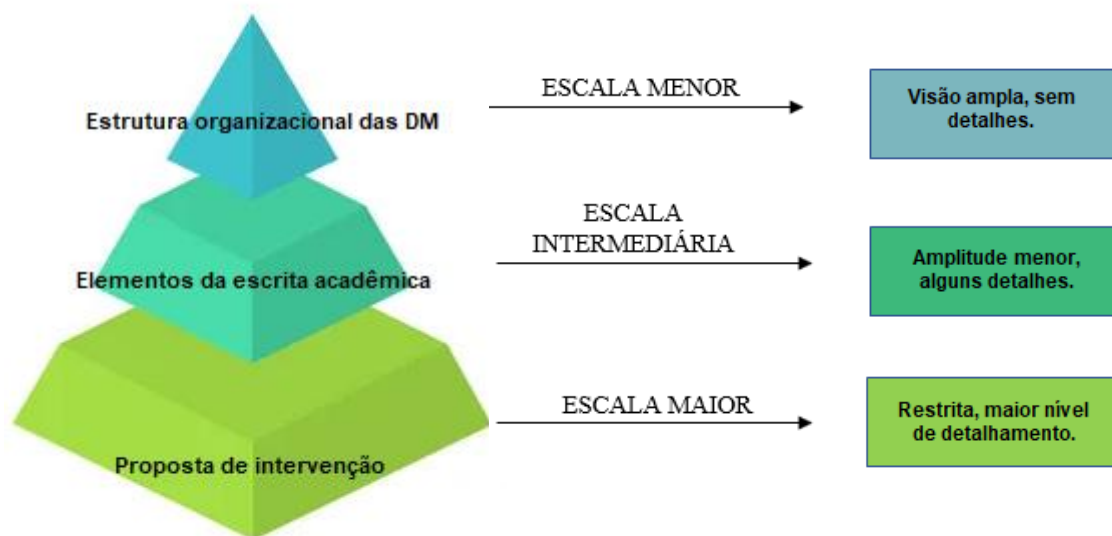 Estrutura organizacional das DM
ESCALA MENOR
Visão ampla, sem
detalhes.
Elementos da escrita acadêmica
ESCALA
INTERMEDIÁRIA
Amplitude menor,
alguns detalhes.
Proposta de intervenção
ESCALA MAIOR
Restrita, maior nível
de detalhamento.